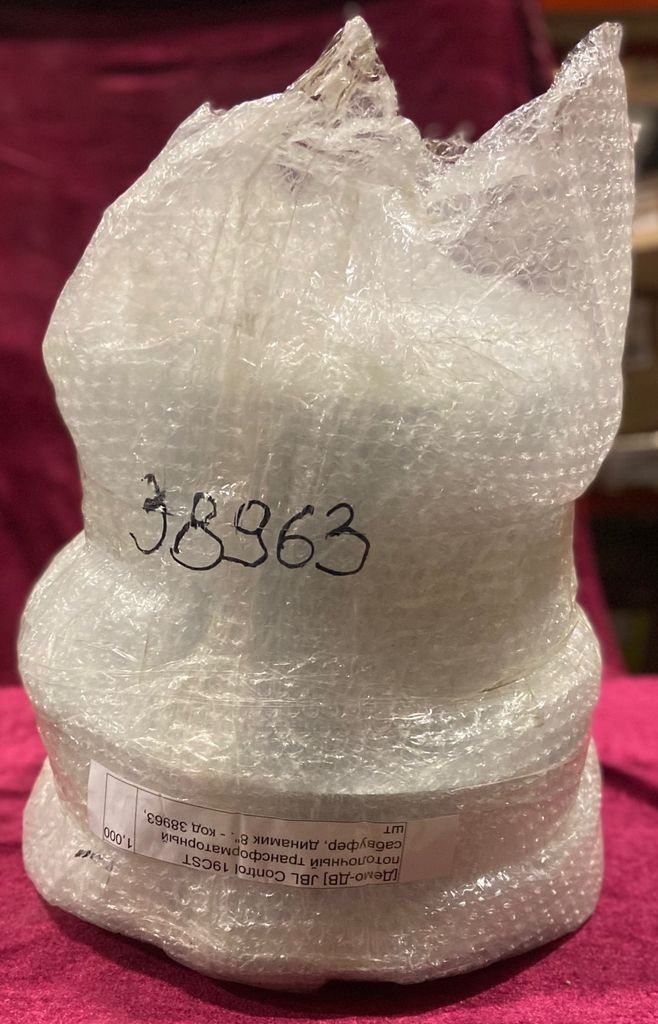 38963
[Демо-ДВ] JBL Control 19CST
потолочный трансформаторный
сабвуфер, динамик 8". - код 38963,
шт
1,000